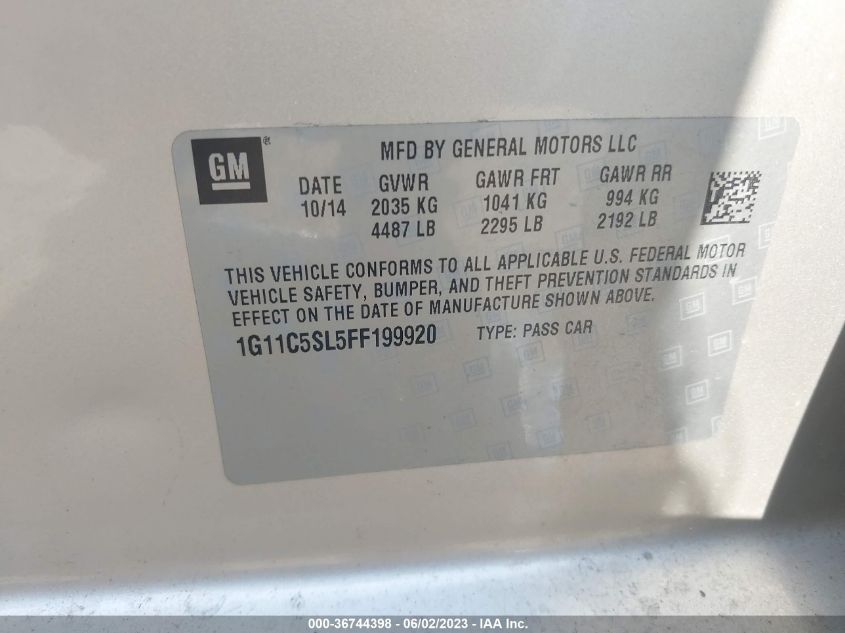 GM®
MFD BY GENERAL MOTORS LLC
DATE GVWR GAWR FRT GAWR RR
10/14 2035 KG 1041 KG 994 KG
4487 LB 2295 LB 2192 LB
THIS VEHICLE CONFORMS TO ALL APPLICABLE U.S. FEDERAL MOTOR
VEHICLE SAFETY, BUMPER, AND THEFT PREVENTION STANDARDS IN
EFFECT ON THE DATE OF MANUFACTURE SHOWN ABOVE.
1G11C5SL5FF199920 TYPE: PASS CAR
000-36744398 - 06/02/2023 - IAA Inc.